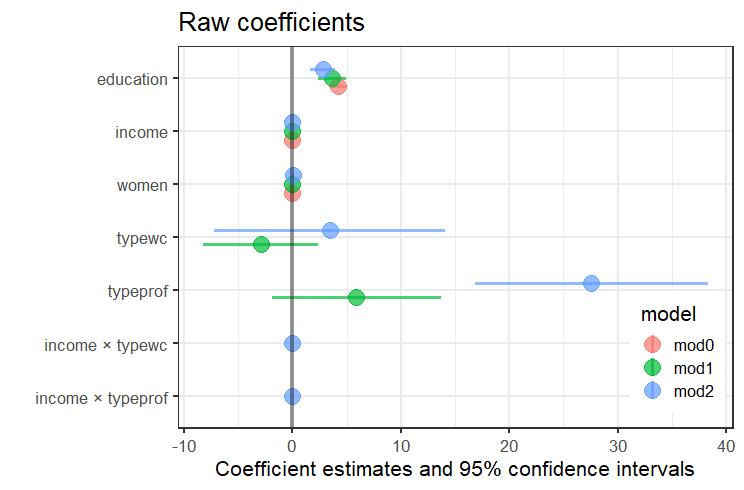 Raw coefficients
education
income
women
typewc
typeprof
income × typewc
income × typeprof
model
mod0
mod1
mod2
-10 0 10 20 30 40
Coefficient estimates and 95% confidence intervals